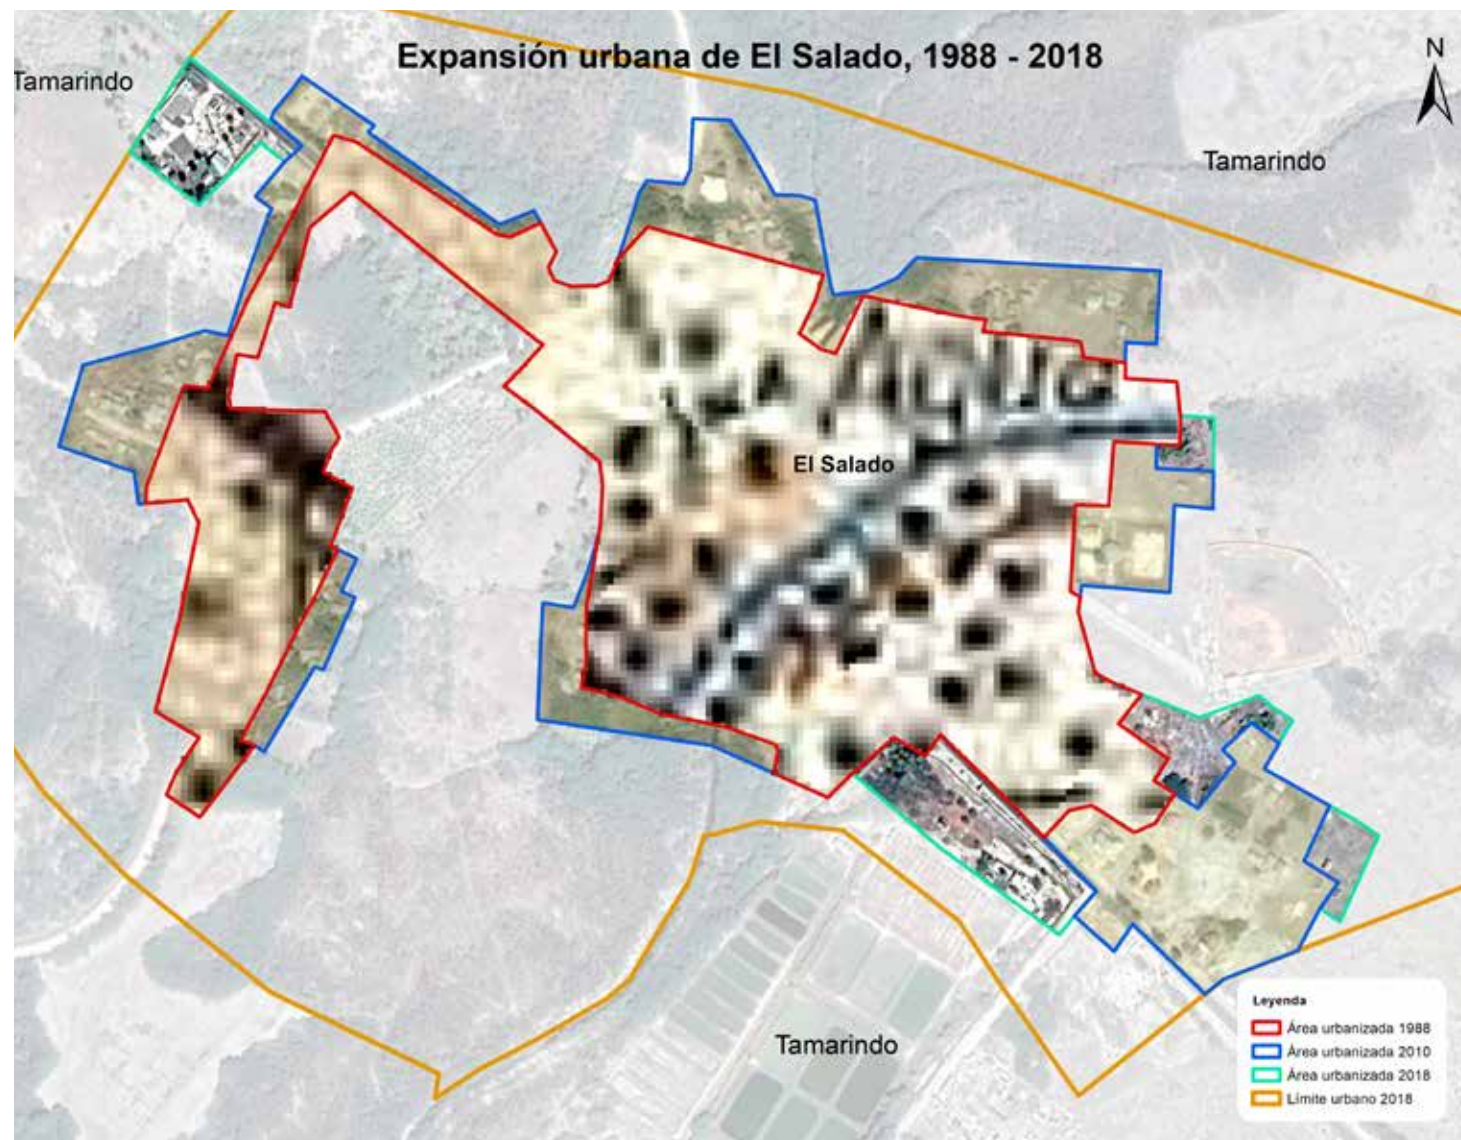 Expansión urbana de El Salado, 1988 - 2018
N
Tamarindo
Tamarindo
El Salado
Tamarindo
Leyenda
Área urbanizada 1988
Área urbanizada 2010
Área urbanizada 2018
Límite urbano 2018